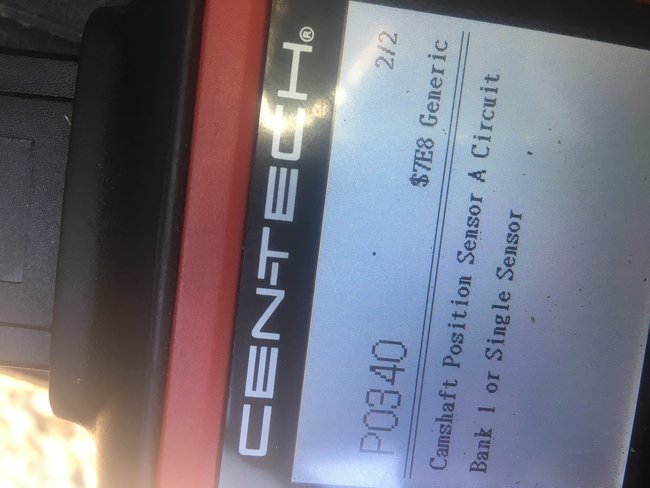 CEN-TECH®
P0340 2/2
$7E8 Generic
Camshaft Position Sensor A Circuit
Bank 1 or Single Sensor